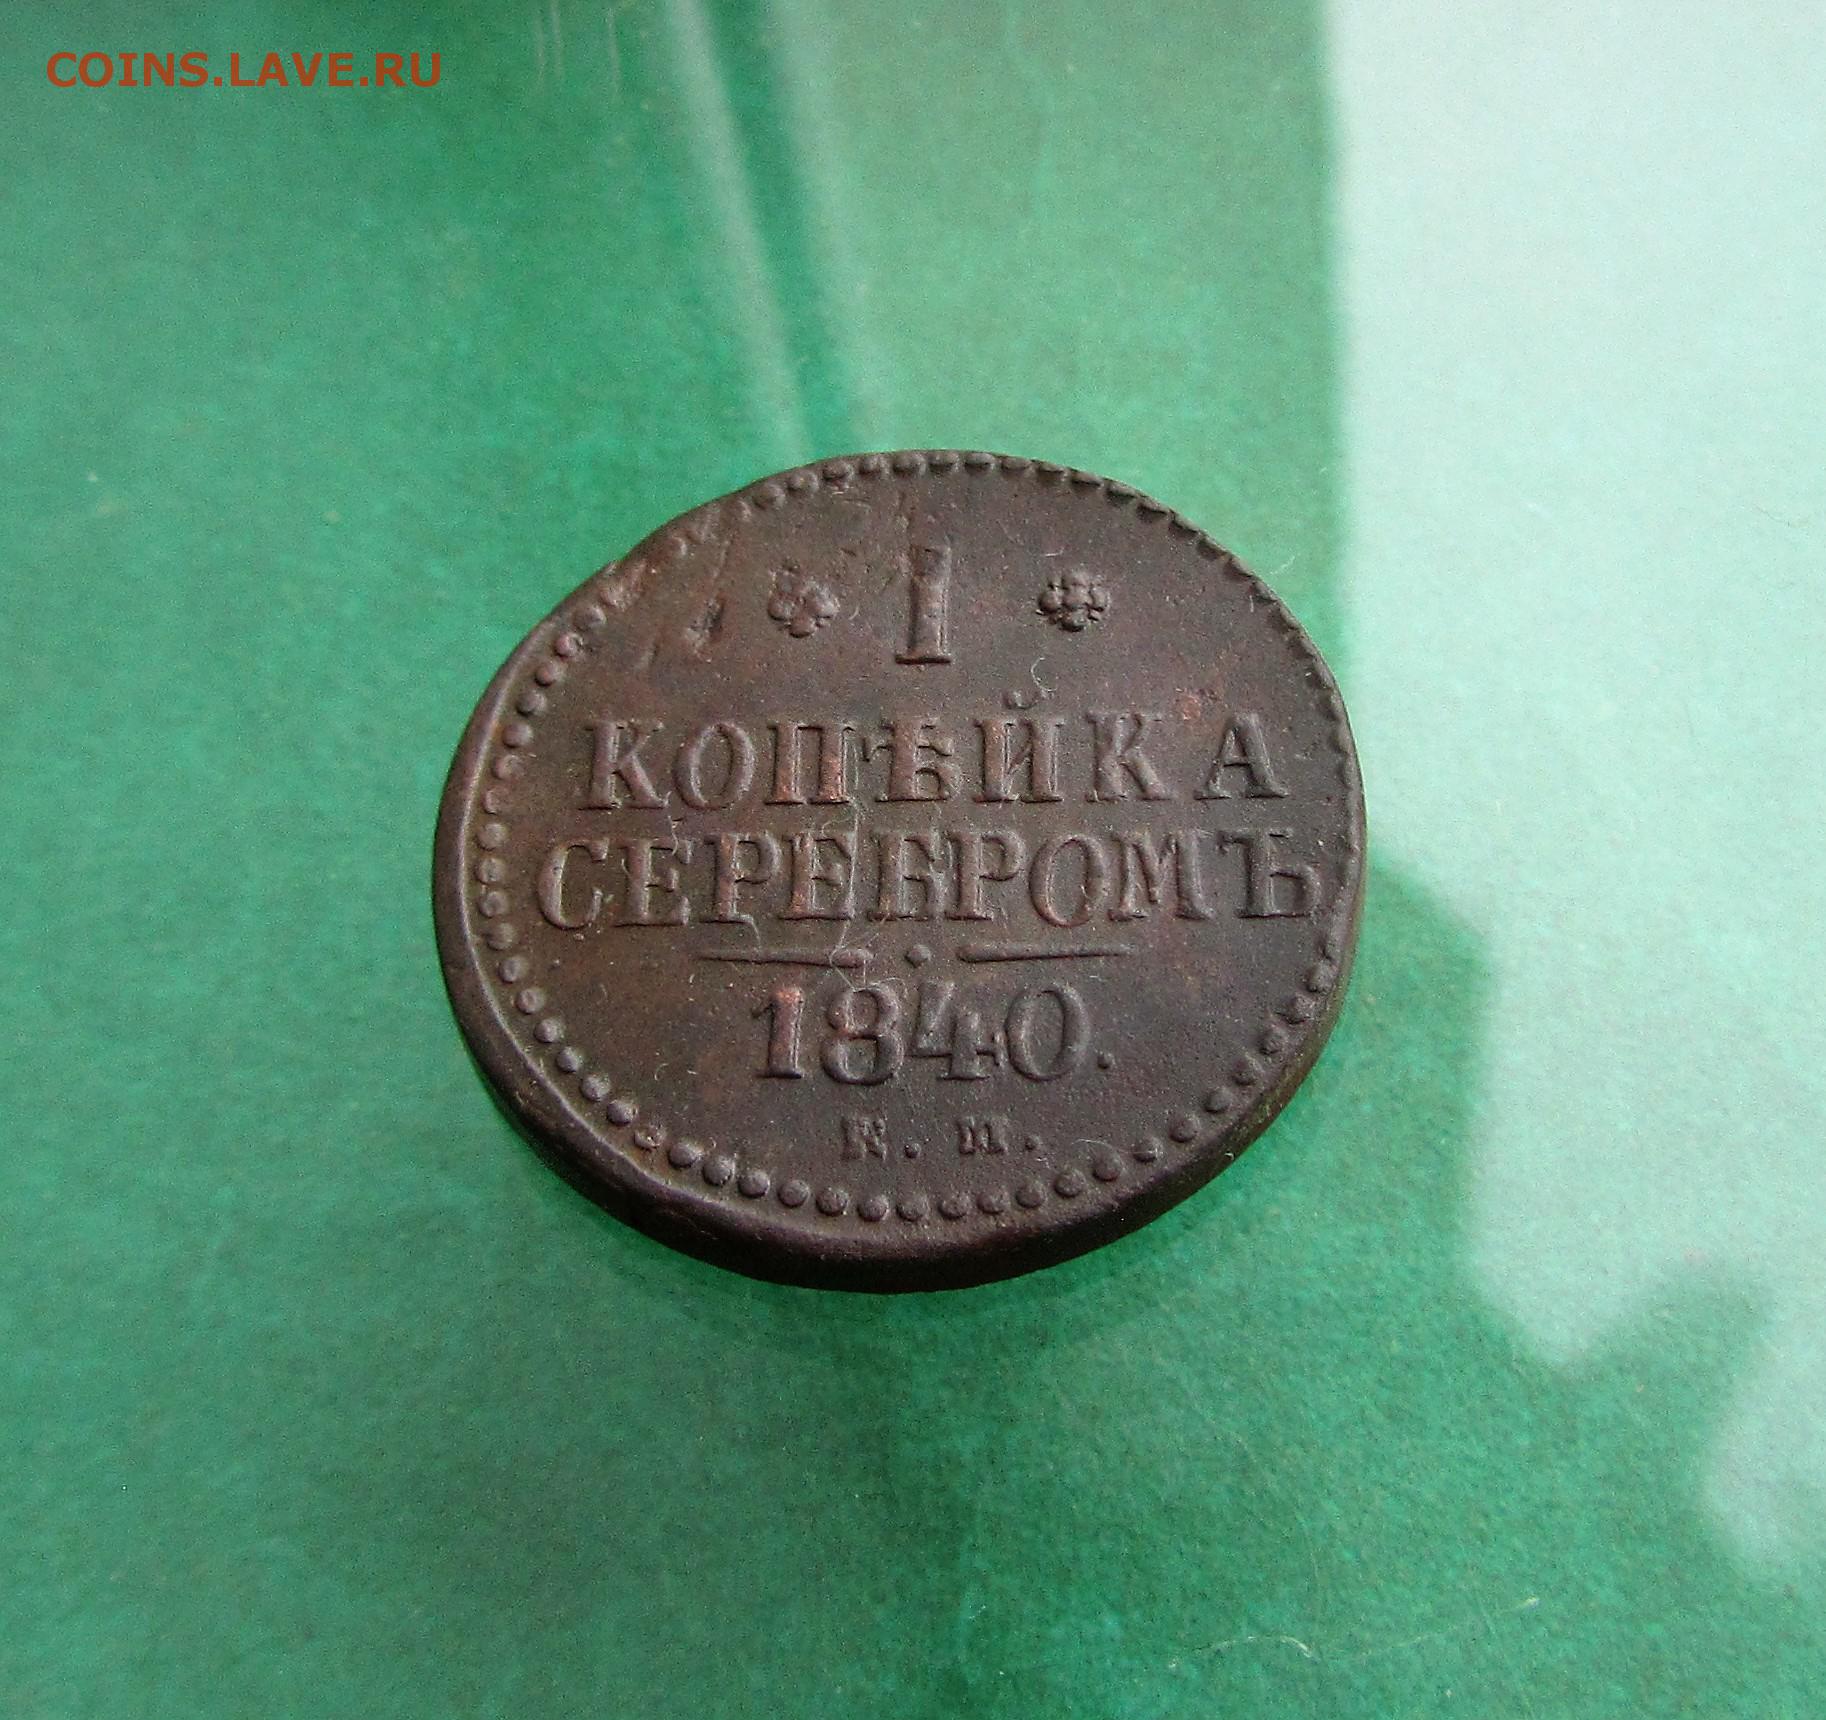 COINS.LAVE.RU
1
КОПѢЙКА
СЕРЕБРОМЪ
1840.
Е. М.